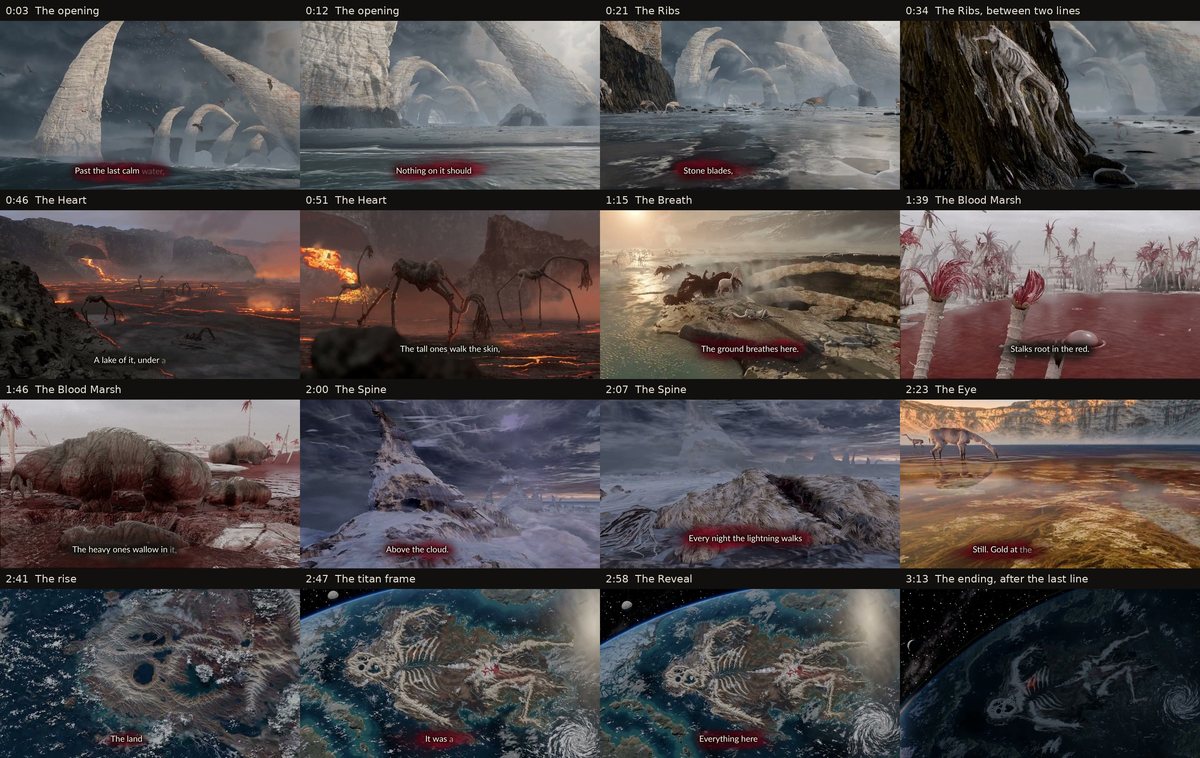 0:03 The opening
0:12 The opening
0:21 The Ribs
0:34 The Ribs, between two lines
Past the last calm water,
Nothing on it should
Stone blades,
0:46 The Heart
0:51 The Heart
1:15 The Breath
1:39 The Blood Marsh
A lake of it, under a
The tall ones walk the skin,
The ground breathes here.
Stalks root in the red.
1:46 The Blood Marsh
2:00 The Spine
2:07 The Spine
2:23 The Eye
The heavy ones wallow in it,
Above the cloud.
Every night the lightning walks
Still. Gold at the
2:41 The rise
2:47 The titan frame
2:58 The Reveal
3:13 The ending, after the last line
The land
It was a
Everything here